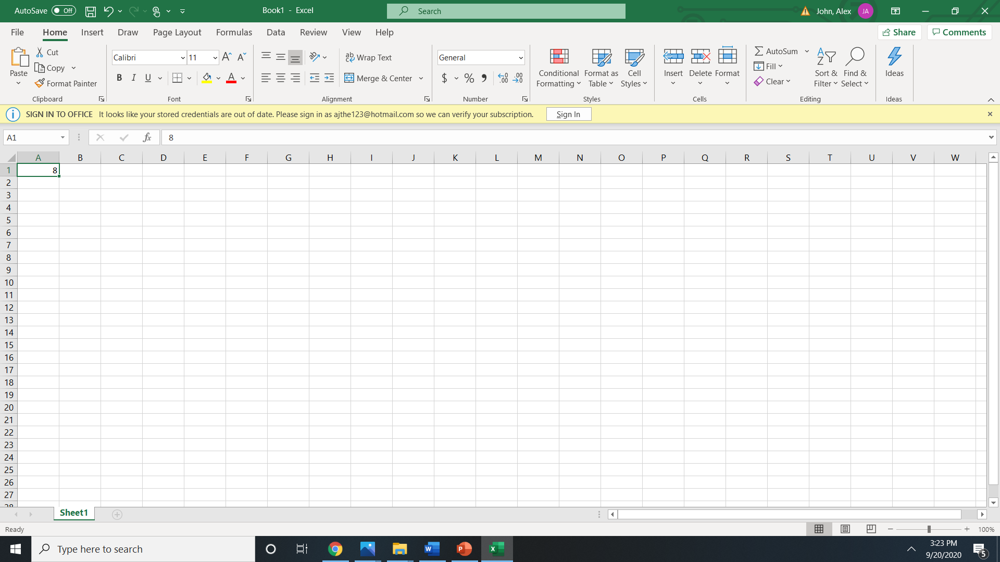 AutoSave Off Book1 - Excel Search John, Alex JA
File Home Insert Draw Page Layout Formulas Data Review View Help Share Comments
Paste Cut Copy Format Painter Clipboard
Calibri 11 A A B I U A Font
ab Wrap Text Merge & Center Alignment
General $ % , .00 .0 Number
Conditional Formatting Format as Table Cell Styles Styles
Insert Delete Format Cells
AutoSum Fill Clear Sort & Filter Find & Select Editing
Ideas Ideas
SIGN IN TO OFFICE It looks like your stored credentials are out of date. Please sign in as ajthe123@hotmail.com so we can verify your subscription. Sign In
A1 fx 8
A B C D E F G H I J K L M N O P Q R S T U V W
1 8
2
3
4
5
6
7
8
9
10
11
12
13
14
15
16
17
18
19
20
21
22
23
24
25
26
27
28
Sheet1
Ready 100%
Type here to search 3:23 PM
9/20/2020 5